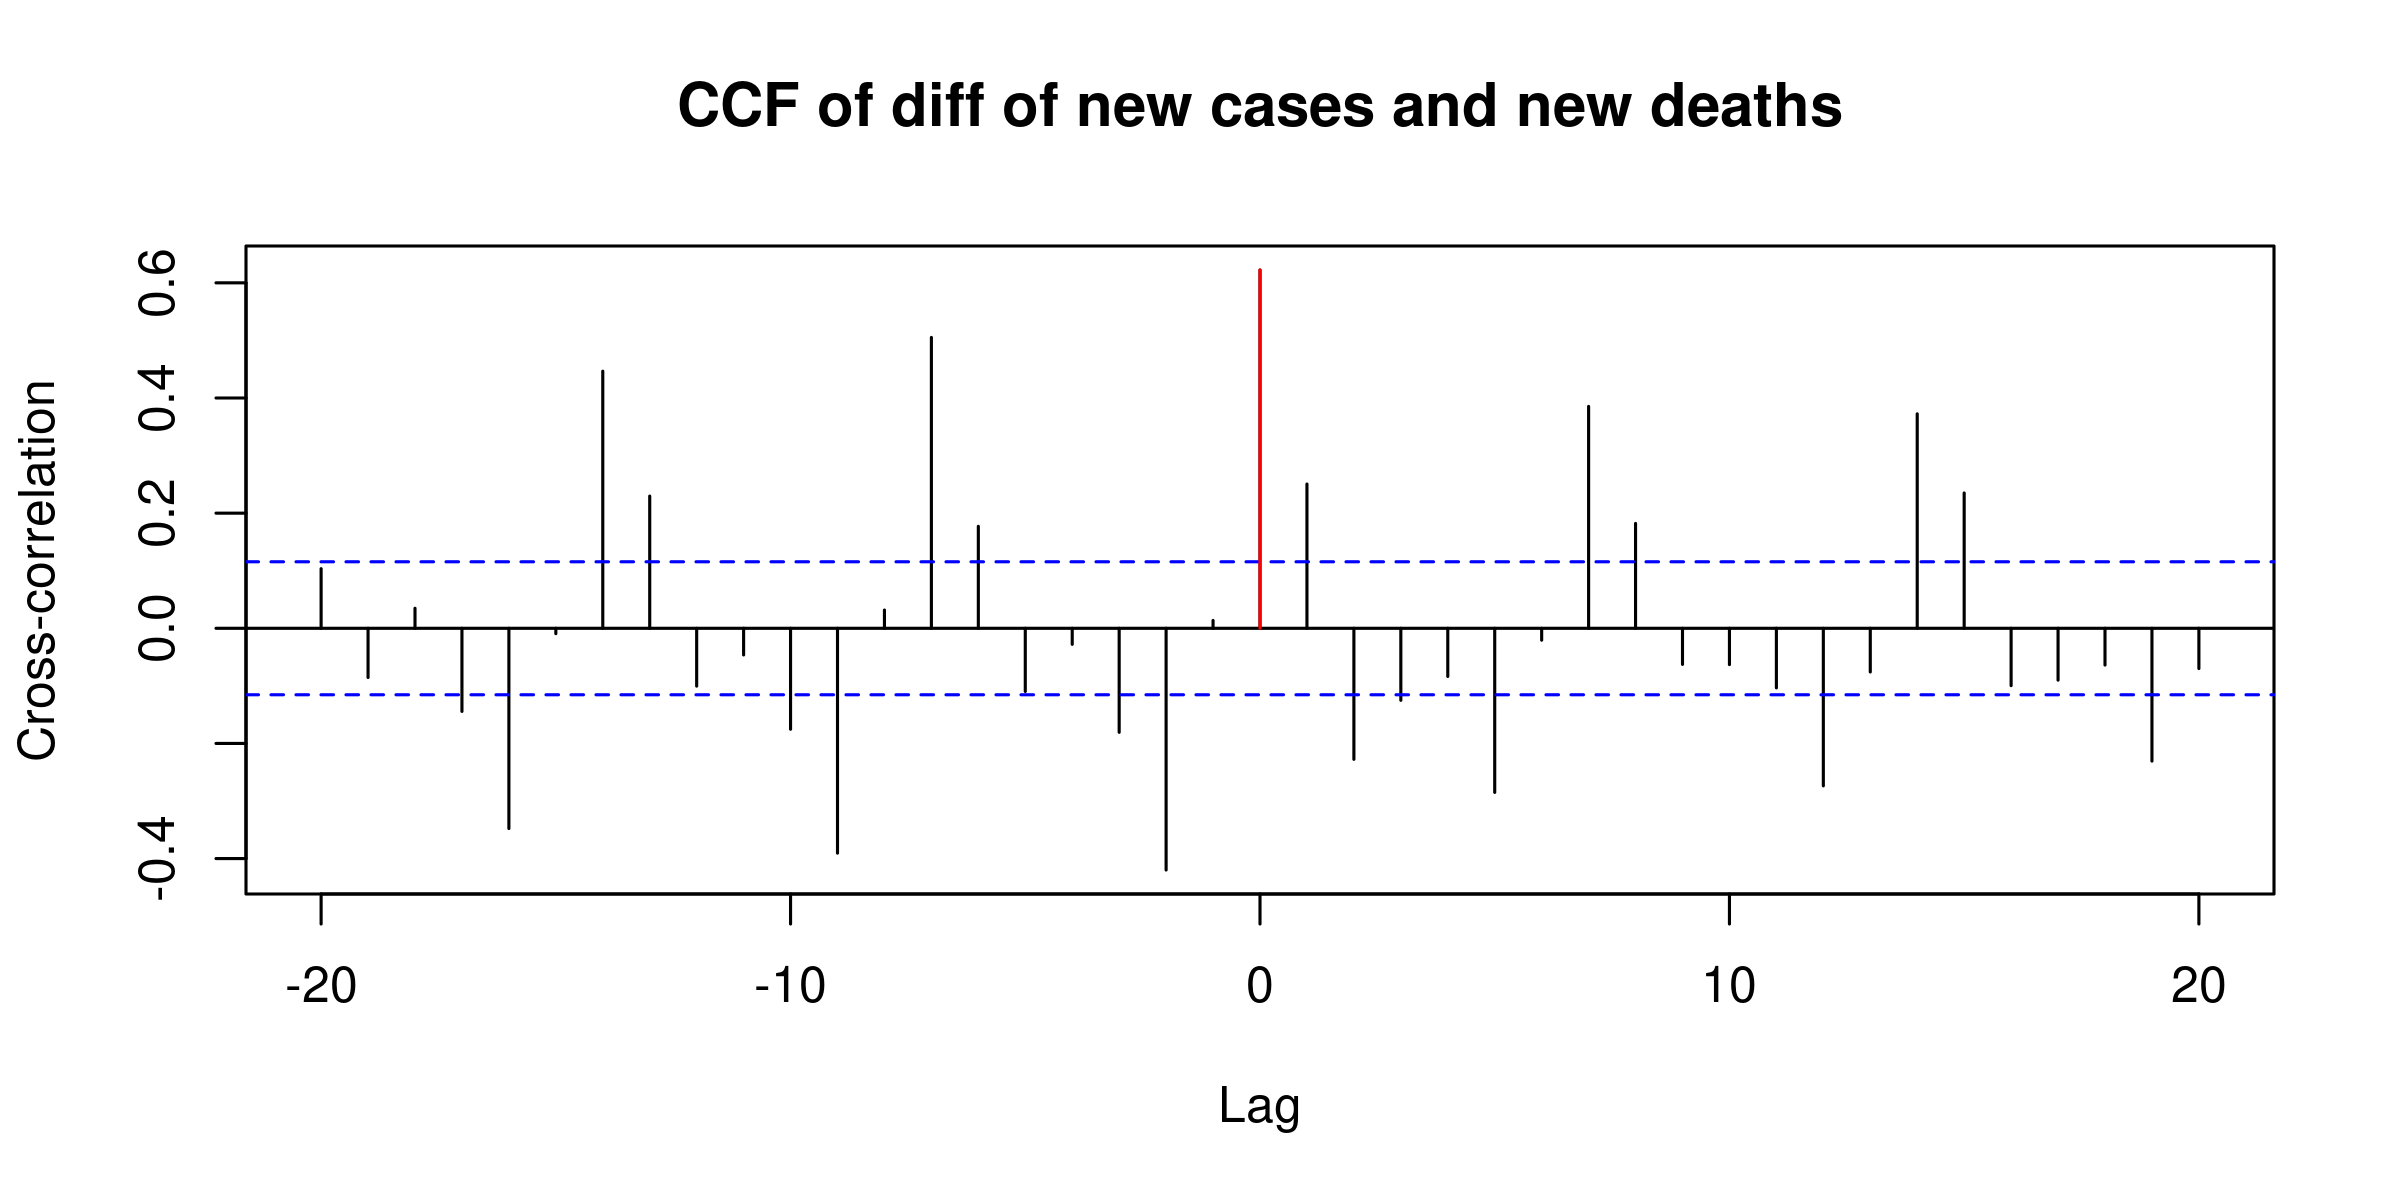 CCF of diff of new cases and new deaths
Cross-correlation
0.6
0.4
0.2
0.0
-0.4
-20 -10 0 10 20
Lag